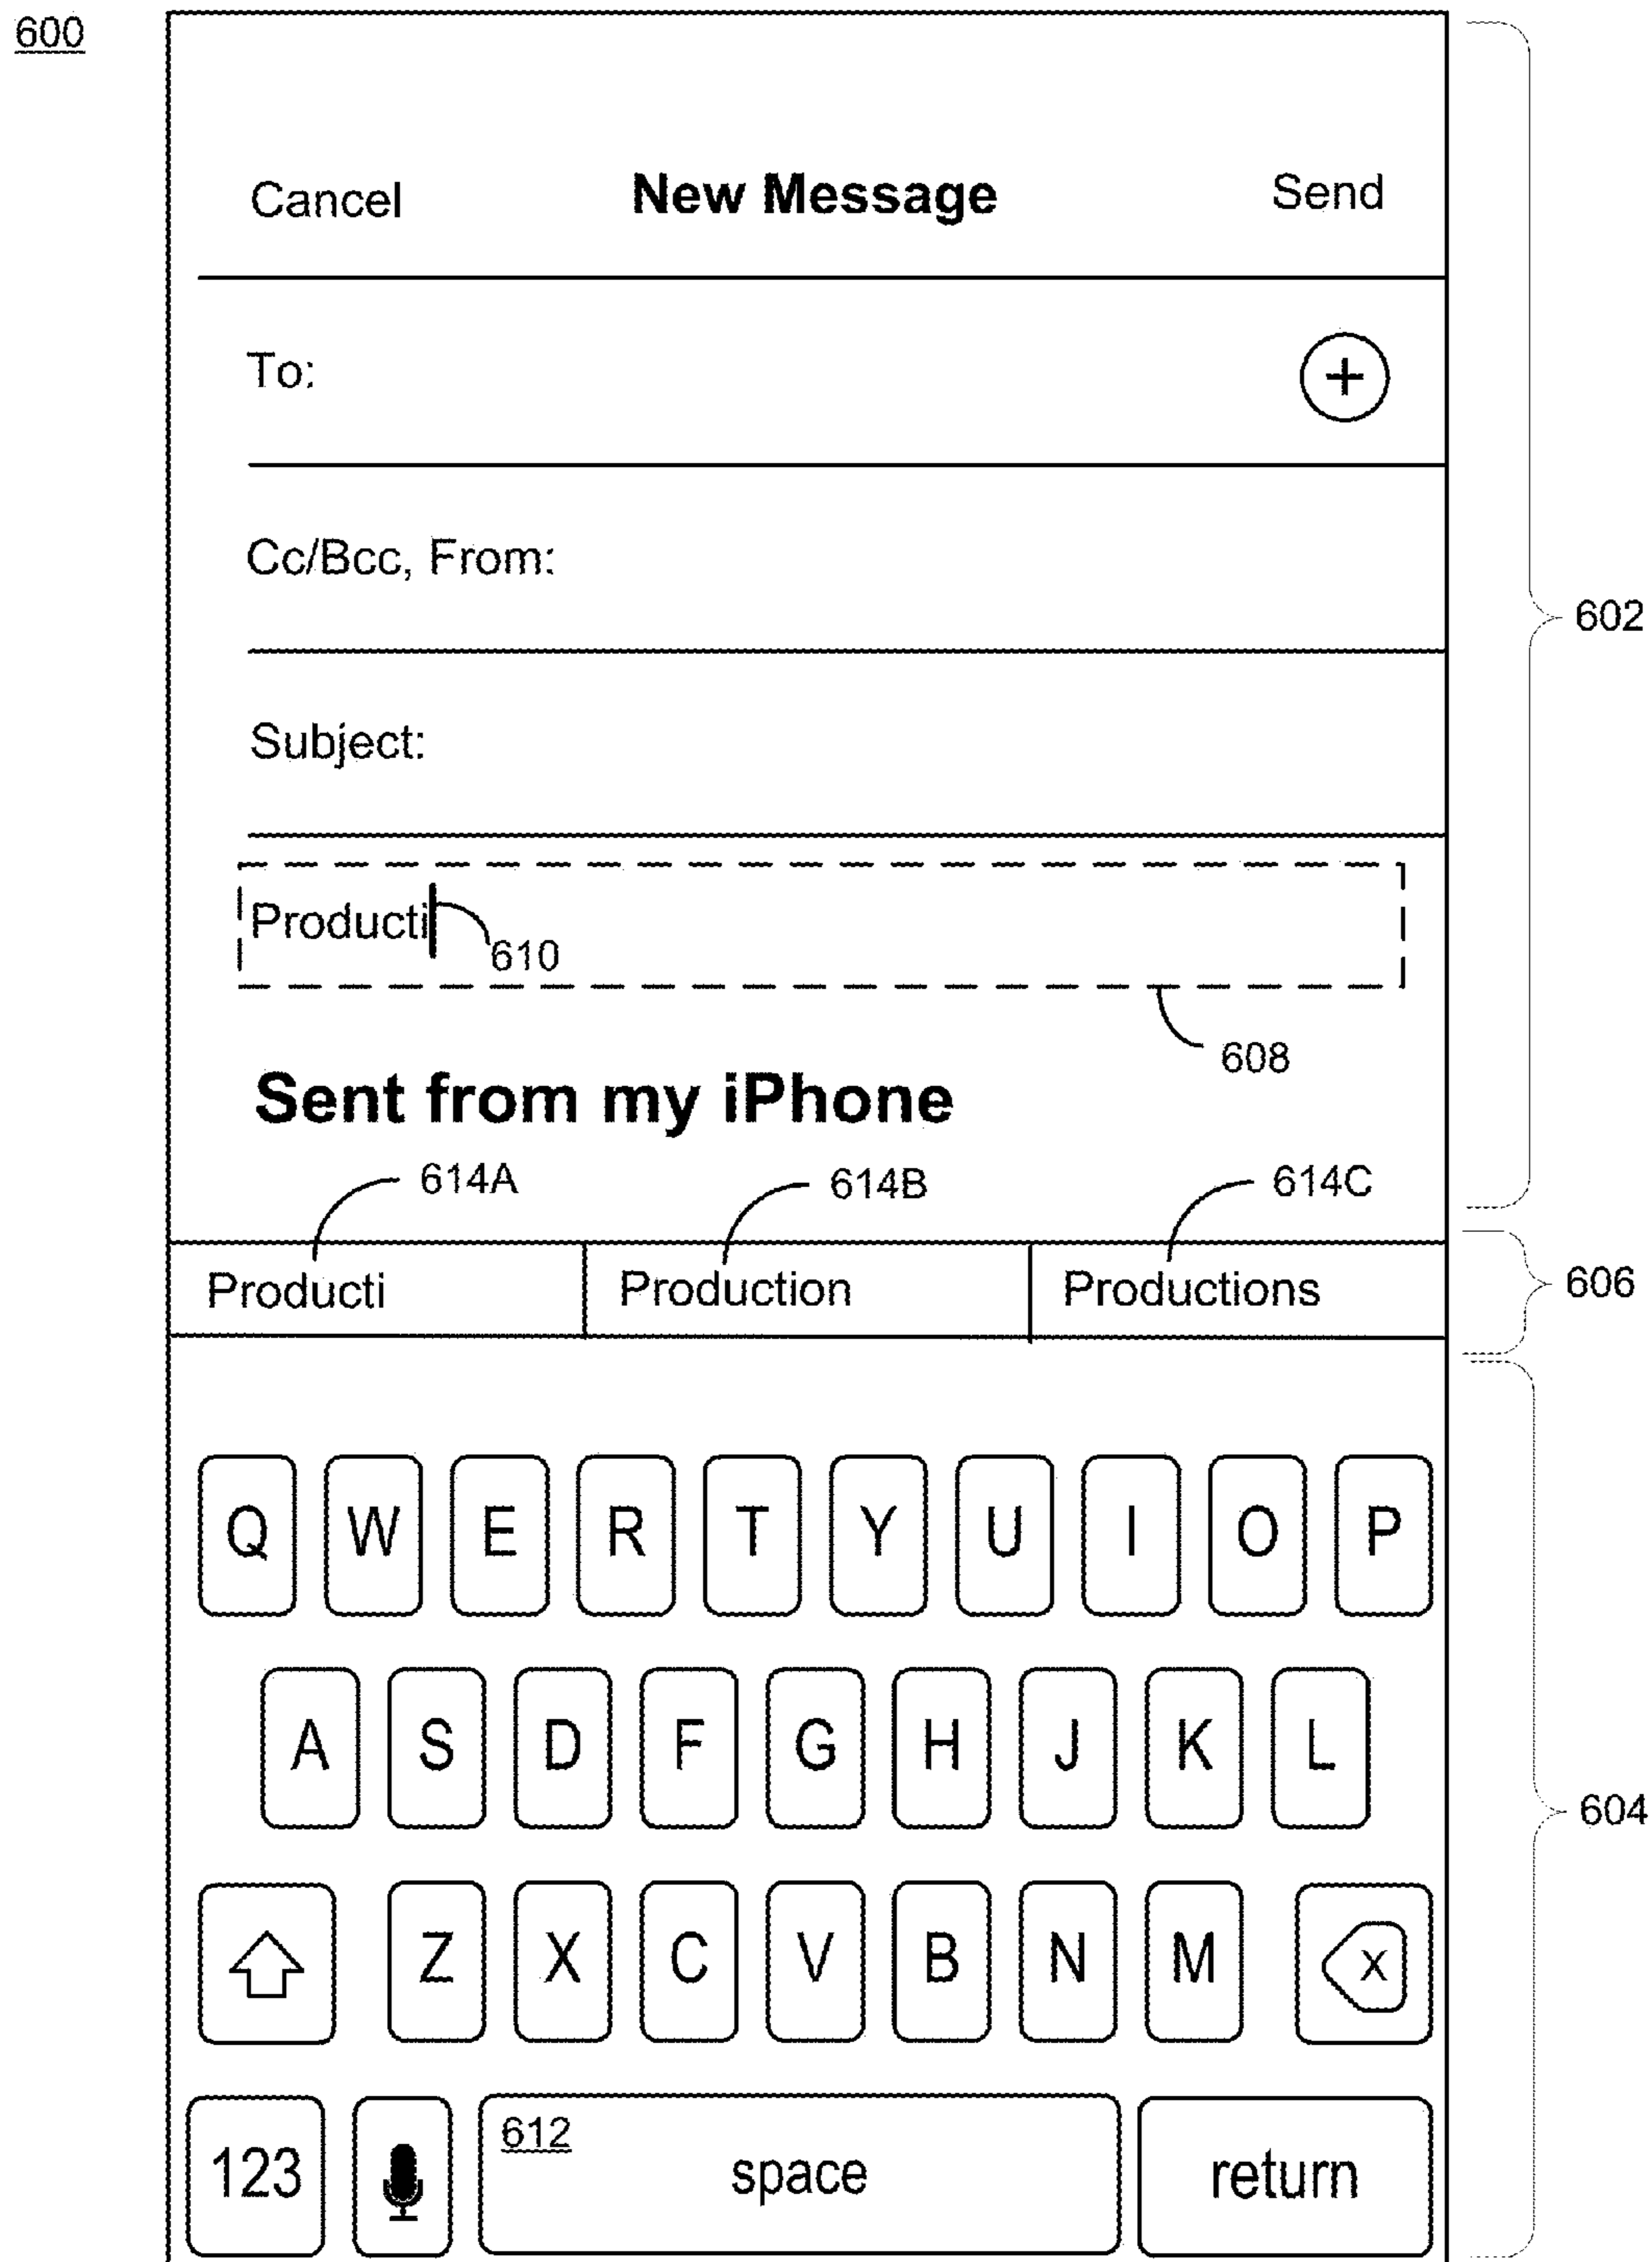 600
Cancel New Message Send
To: +
Cc/Bcc, From:
602
Subject:
Producti
610
608
Sent from my iPhone
614A 614B 614C
Producti Production Productions
606
Q W E R T Y U I O P
A S D F G H J K L
604
Z X C V B N M X
612
123 space return